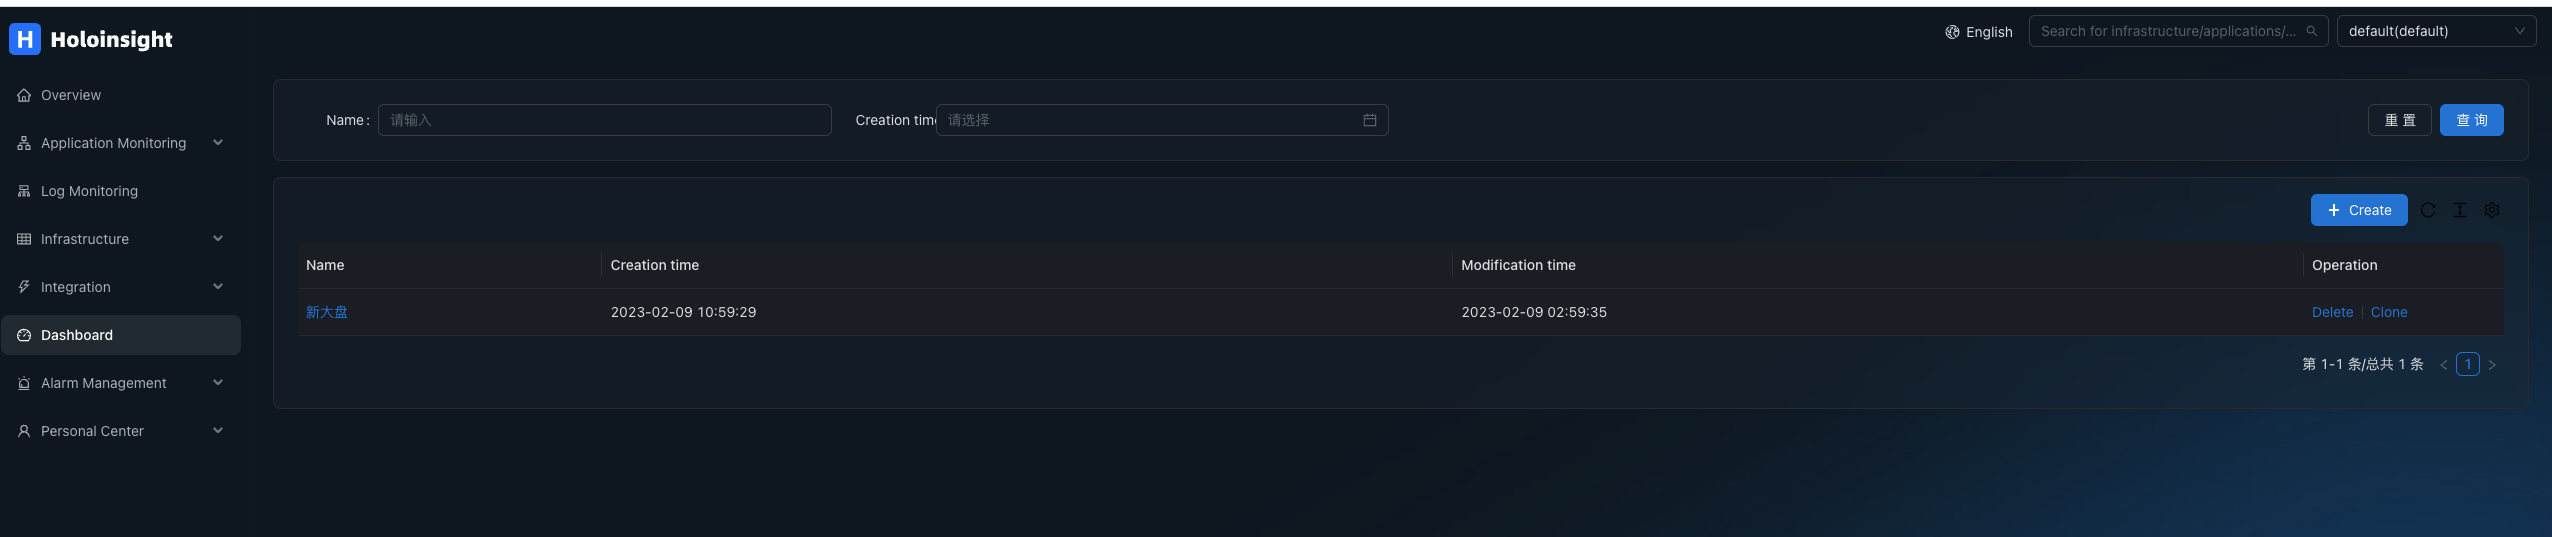 H Holoinsight
English
Search for infrastructure/applications/...
default(default)
Overview
Application Monitoring
Log Monitoring
Infrastructure
Integration
Dashboard
Alarm Management
Personal Center
Name: 请输入
Creation time 请选择
重 置 查 询
+ Create
Name Creation time Modification time Operation
新大盘 2023-02-09 10:59:29 2023-02-09 02:59:35 Delete | Clone
第 1-1 条/总共 1 条 < 1 >